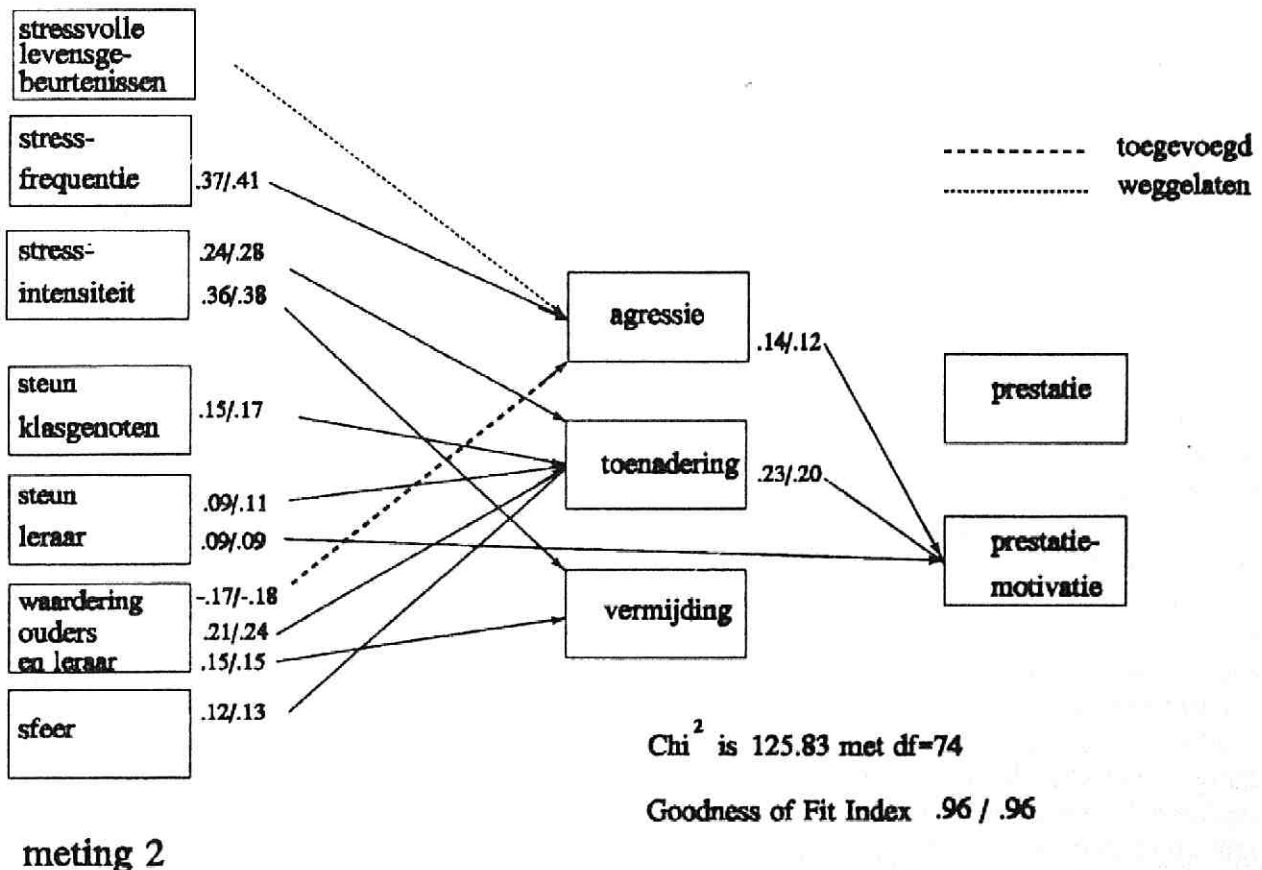 stressvolle
levensge-
beurtenissen
stress-
frequentie
.37/.41
stress-
intensiteit
.24/.28
.36/.38
steun
klasgenoten
.15/.17
steun
leraar
.09/.11
.09/.09
waardering
ouders
en leraar
-.17/-.18
.21/.24
.15/.15
sfeer
.12/.13
agressie
.14/.12
toenadering
.23/.20
vermijding
toegevoegd
weggelaten
prestatie
prestatie-
motivatie
Chi² is 125.83 met df=74
Goodness of Fit Index .96 / .96
meting 2